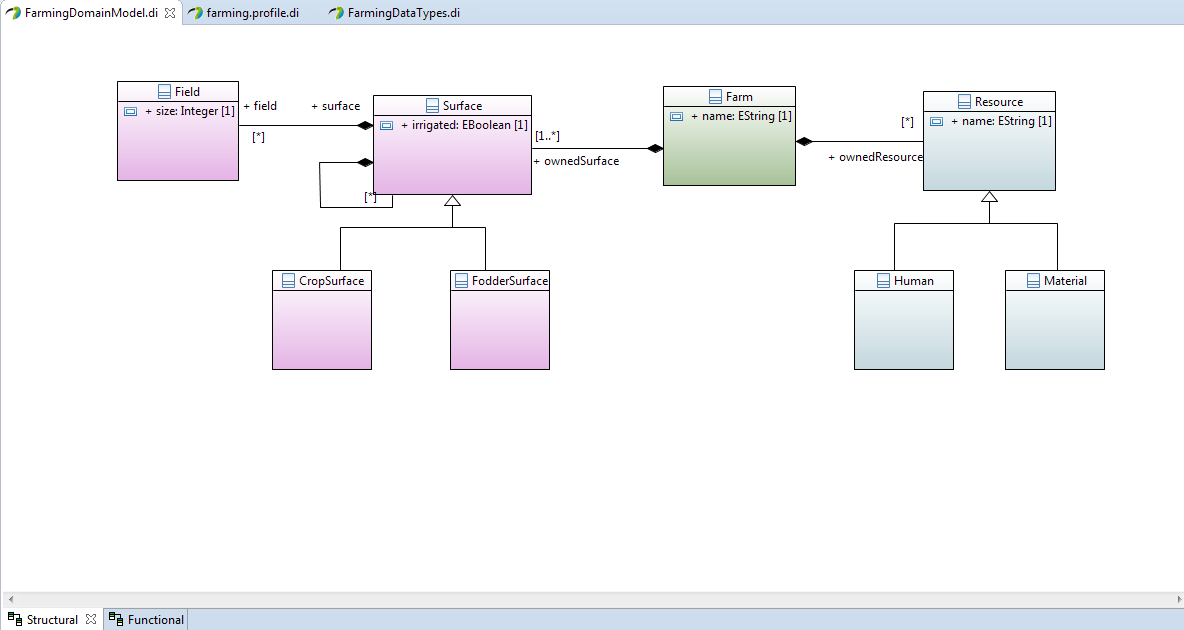 FarmingDomainModel.di
farming.profile.di
FarmingDataTypes.di
Field
+ size: Integer [1]
+ field
+ surface
[*]
Surface
+ irrigated: EBoolean [1]
[*]
[1..*]
+ ownedSurface
Farm
+ name: EString [1]
[*]
+ ownedResource
Resource
+ name: EString [1]
CropSurface
FodderSurface
Human
Material
Structural
Functional